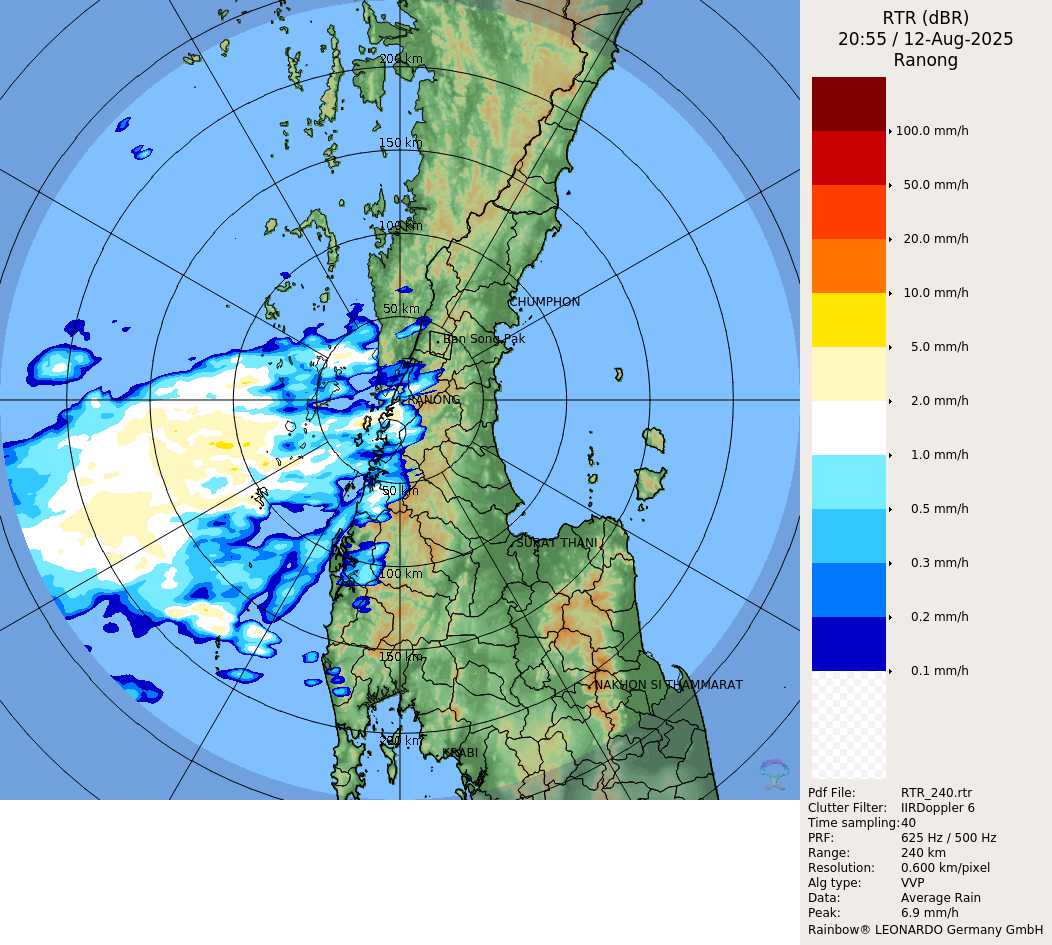 RTR (dBR)
20:55 / 12-Aug-2025
Ranong
200 km
150 km
100 km
50 km
CHUMPHON
Ban Song Pak
RANONG
50 km
SURAT THANI
100 km
150 km
NAKHON SI THAMMARAT
200 km
KRABI
100.0 mm/h
50.0 mm/h
20.0 mm/h
10.0 mm/h
5.0 mm/h
2.0 mm/h
1.0 mm/h
0.5 mm/h
0.3 mm/h
0.2 mm/h
0.1 mm/h
Pdf File: RTR_240.rtr
Clutter Filter: IIRDoppler 6
Time sampling:40
PRF: 625 Hz / 500 Hz
Range: 240 km
Resolution: 0.600 km/pixel
Alg type: VVP
Data: Average Rain
Peak: 6.9 mm/h
Rainbow® LEONARDO Germany GmbH